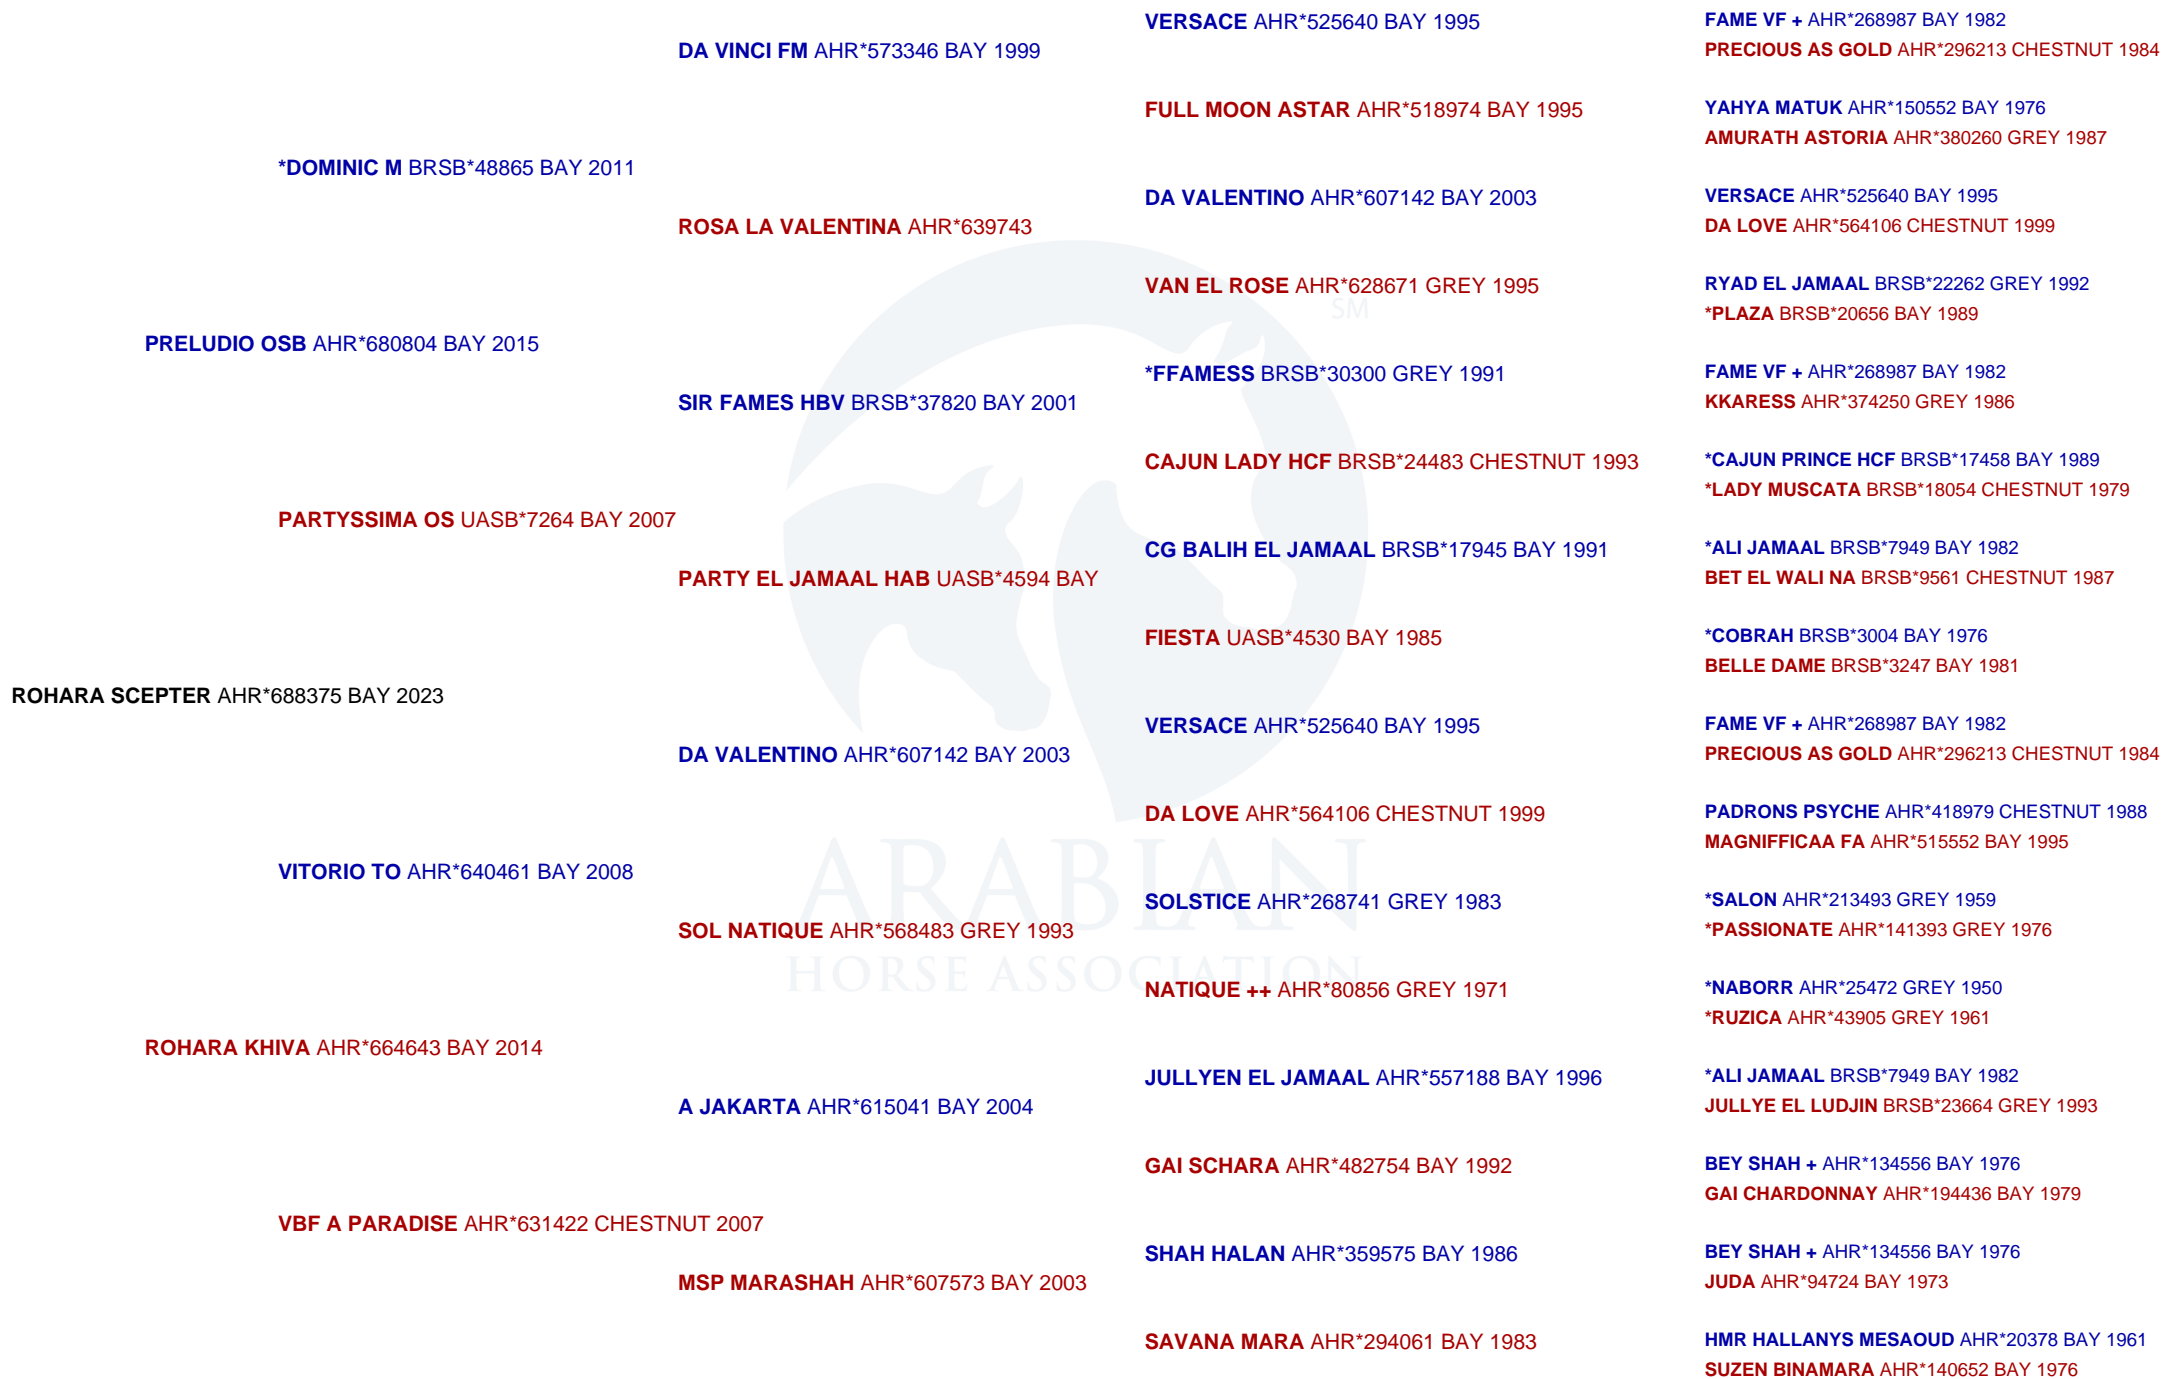 VERSACE AHR*525640 BAY 1995
FAME VF + AHR*268987 BAY 1982
DA VINCI FM AHR*573346 BAY 1999
PRECIOUS AS GOLD AHR*296213 CHESTNUT 1984
FULL MOON ASTAR AHR*518974 BAY 1995
YAHYA MATUK AHR*150552 BAY 1976
AMURATH ASTORIA AHR*380260 GREY 1987
*DOMINIC M BRSB*48865 BAY 2011
DA VALENTINO AHR*607142 BAY 2003
VERSACE AHR*525640 BAY 1995
ROSA LA VALENTINA AHR*639743
DA LOVE AHR*564106 CHESTNUT 1999
VAN EL ROSE AHR*628671 GREY 1995
RYAD EL JAMAAL BRSB*22262 GREY 1992
SM
*PLAZA BRSB*20656 BAY 1989
PRELUDIO OSB AHR*680804 BAY 2015
*FFAMESS BRSB*30300 GREY 1991
FAME VF + AHR*268987 BAY 1982
SIR FAMES HBV BRSB*37820 BAY 2001
KKARESS AHR*374250 GREY 1986
CAJUN LADY HCF BRSB*24483 CHESTNUT 1993
*CAJUN PRINCE HCF BRSB*17458 BAY 1989
*LADY MUSCATA BRSB*18054 CHESTNUT 1979
PARTYSSIMA OS UASB*7264 BAY 2007
CG BALIH EL JAMAAL BRSB*17945 BAY 1991
*ALI JAMAAL BRSB*7949 BAY 1982
PARTY EL JAMAAL HAB UASB*4594 BAY
BET EL WALI NA BRSB*9561 CHESTNUT 1987
FIESTA UASB*4530 BAY 1985
*COBRAH BRSB*3004 BAY 1976
BELLE DAME BRSB*3247 BAY 1981
ROHARA SCEPTER AHR*688375 BAY 2023
VERSACE AHR*525640 BAY 1995
FAME VF + AHR*268987 BAY 1982
DA VALENTINO AHR*607142 BAY 2003
PRECIOUS AS GOLD AHR*296213 CHESTNUT 1984
DA LOVE AHR*564106 CHESTNUT 1999
PADRONS PSYCHE AHR*418979 CHESTNUT 1988
MAGNIFFICAA FA AHR*515552 BAY 1995
VITORIO TO AHR*640461 BAY 2008
ARABIAN
SOLSTICE AHR*268741 GREY 1983
*SALON AHR*213493 GREY 1959
SOL NATIQUE AHR*568483 GREY 1993
*PASSIONATE AHR*141393 GREY 1976
HORSE ASSOCIATION
NATIQUE ++ AHR*80856 GREY 1971
*NABORR AHR*25472 GREY 1950
*RUZICA AHR*43905 GREY 1961
ROHARA KHIVA AHR*664643 BAY 2014
JULLYEN EL JAMAAL AHR*557188 BAY 1996
*ALI JAMAAL BRSB*7949 BAY 1982
A JAKARTA AHR*615041 BAY 2004
JULLYE EL LUDJIN BRSB*23664 GREY 1993
GAI SCHARA AHR*482754 BAY 1992
BEY SHAH + AHR*134556 BAY 1976
GAI CHARDONNAY AHR*194436 BAY 1979
VBF A PARADISE AHR*631422 CHESTNUT 2007
SHAH HALAN AHR*359575 BAY 1986
BEY SHAH + AHR*134556 BAY 1976
MSP MARASHAH AHR*607573 BAY 2003
JUDA AHR*94724 BAY 1973
SAVANA MARA AHR*294061 BAY 1983
HMR HALLANYS MESAOUD AHR*20378 BAY 1961
SUZEN BINAMARA AHR*140652 BAY 1976